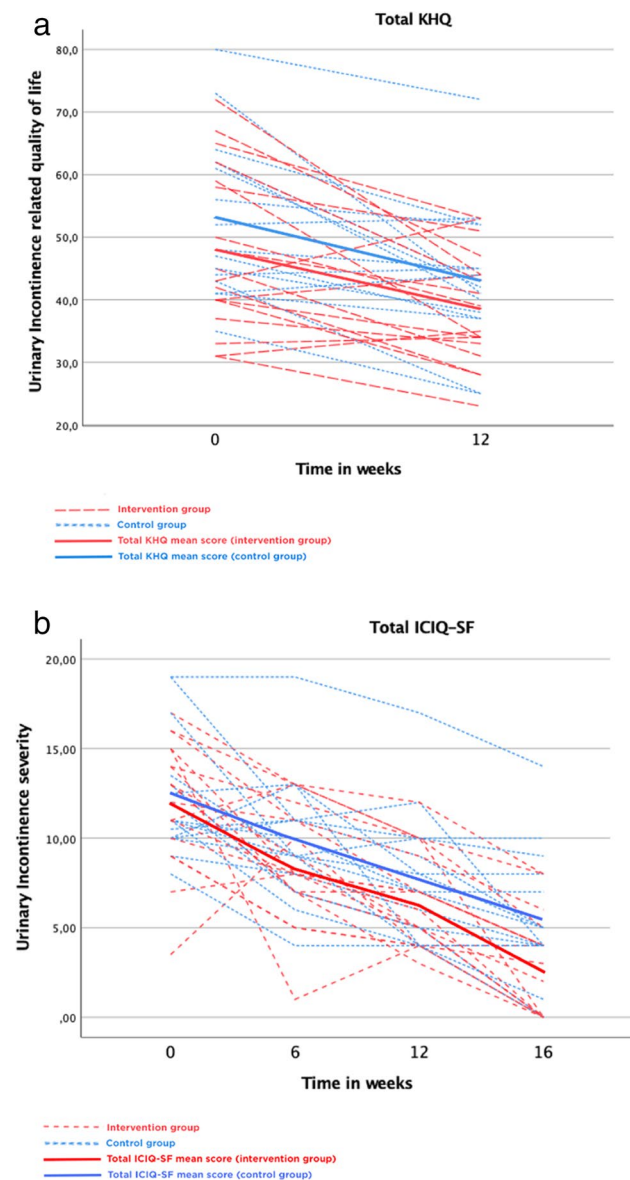 a
Total KHQ
Urinary Incontinence related quality of life
80,0
70,0
60,0
50,0
40,0
30,0
20,0
0 12
Time in weeks
Intervention group
Control group
Total KHQ mean score (intervention group)
Total KHQ mean score (control group)
b
Total ICIQ-SF
Urinary Incontinence severity
20,00
15,00
10,00
5,00
,00
0 6 12 16
Time in weeks
Intervention group
Control group
Total ICIQ-SF mean score (intervention group)
Total ICIQ-SF mean score (control group)